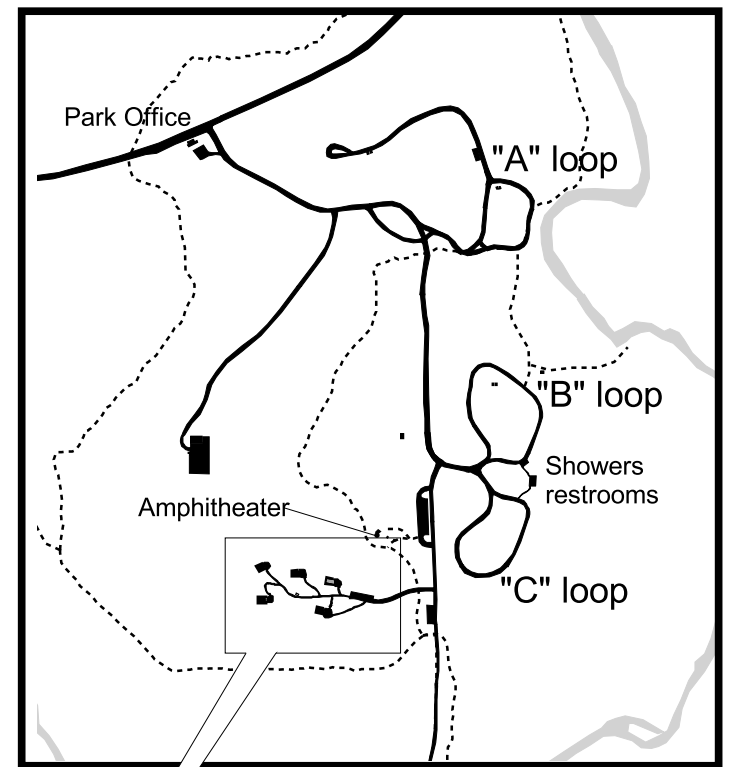 Park Office
"A" loop
"B" loop
Showers
restrooms
Amphitheater
"C" loop